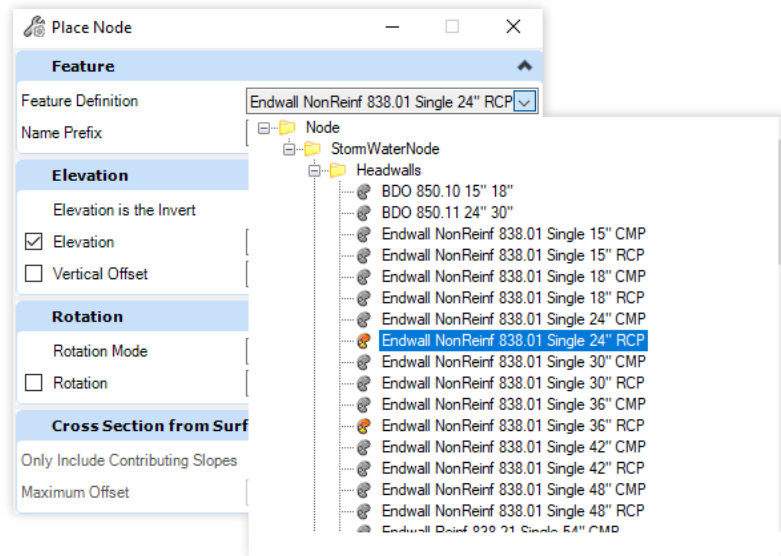 Place Node
Feature
Feature Definition
Endwall NonReinf 838.01 Single 24" RCP
Name Prefix
Elevation
Elevation is the Invert
Elevation
Vertical Offset
Rotation
Rotation Mode
Rotation
Cross Section from Surf
Only Include Contributing Slopes
Maximum Offset
Node
StormWaterNode
Headwalls
BDO 850.10 15" 18"
BDO 850.11 24" 30"
Endwall NonReinf 838.01 Single 15" CMP
Endwall NonReinf 838.01 Single 15" RCP
Endwall NonReinf 838.01 Single 18" CMP
Endwall NonReinf 838.01 Single 18" RCP
Endwall NonReinf 838.01 Single 24" CMP
Endwall NonReinf 838.01 Single 24" RCP
Endwall NonReinf 838.01 Single 30" CMP
Endwall NonReinf 838.01 Single 30" RCP
Endwall NonReinf 838.01 Single 36" CMP
Endwall NonReinf 838.01 Single 36" RCP
Endwall NonReinf 838.01 Single 42" CMP
Endwall NonReinf 838.01 Single 42" RCP
Endwall NonReinf 838.01 Single 48" CMP
Endwall NonReinf 838.01 Single 48" RCP
Endwall Reinf 838.21 Single 54" CMP